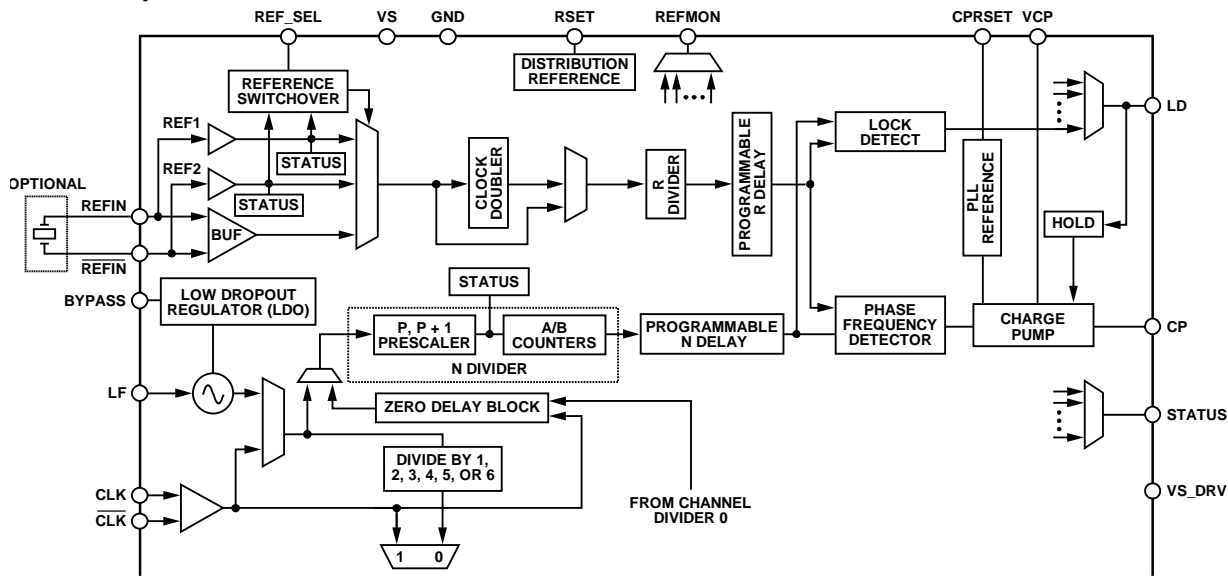 REF_SEL VS GND RSET REFMON CPRSET VCP
DISTRIBUTION
REFERENCE
REFERENCE
SWITCHOVER
REF1
STATUS
REF2
STATUS
OPTIONAL
REFIN
BUF
REFIN
CLOCK
DOUBLER
R
DIVIDER
PROGRAMMABLE
R DELAY
LOCK
DETECT
LD
PLL
REFERENCE
HOLD
BYPASS
LOW DROPOUT
REGULATOR (LDO)
STATUS
P, P + 1
PRESCALER
A/B
COUNTERS
N DIVIDER
PROGRAMMABLE
N DELAY
PHASE
FREQUENCY
DETECTOR
CHARGE
PUMP
CP
LF
ZERO DELAY BLOCK
STATUS
DIVIDE BY 1,
2, 3, 4, 5, OR 6
CLK
CLK
FROM CHANNEL
DIVIDER 0
VS_DRV
1 0